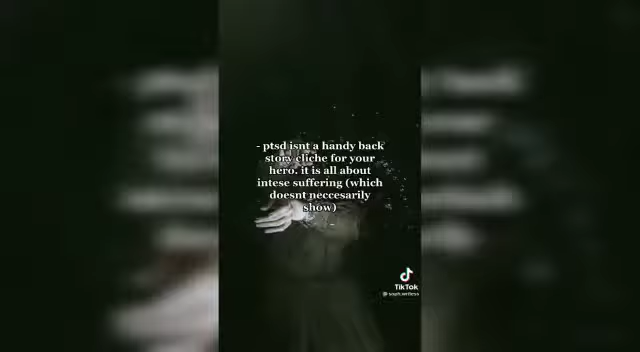 - ptsd isnt a handy back
story cliche for your
hero. it is all about
intese suffering (which
doesnt neccesarily
show)
-
TikTok